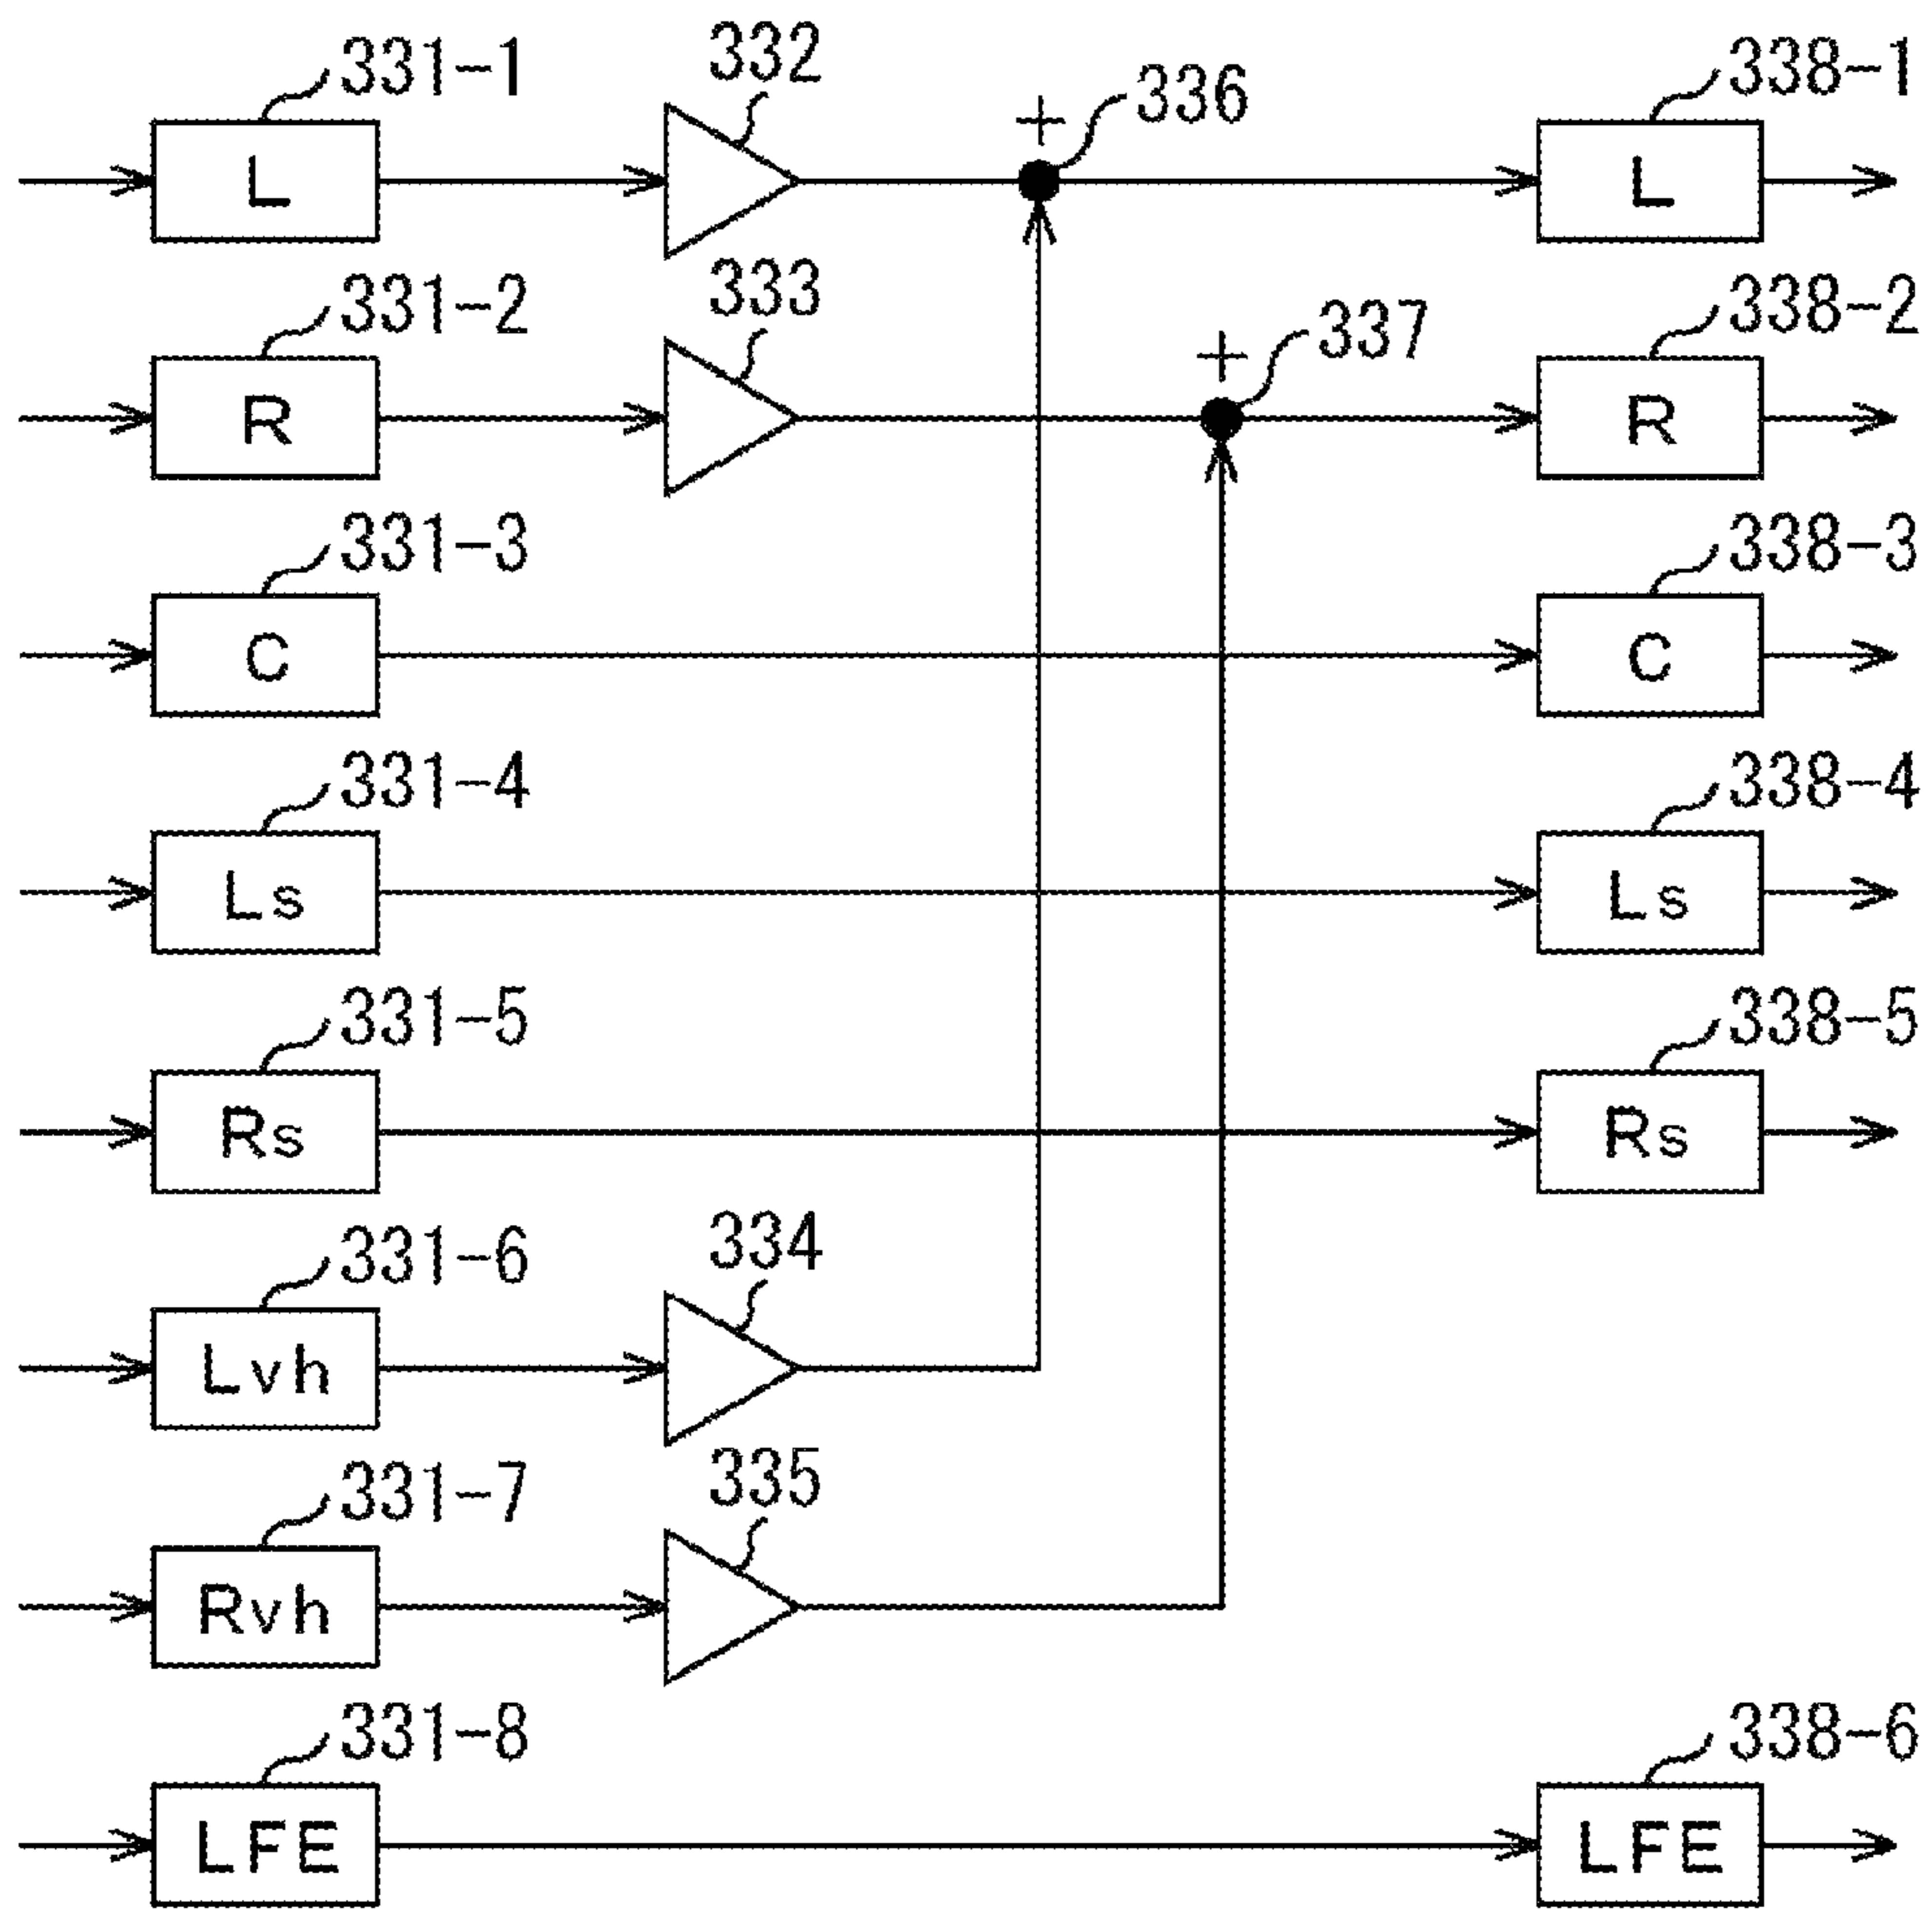 331-1 332 336 338-1
+
L L
331-2 333 337 338-2
+
R R
331-3 338-3
C C
331-4 338-4
Ls Ls
331-5 338-5
Rs Rs
331-6 334
Lvh
331-7 335
Rvh
331-8 338-6
LFE LFE